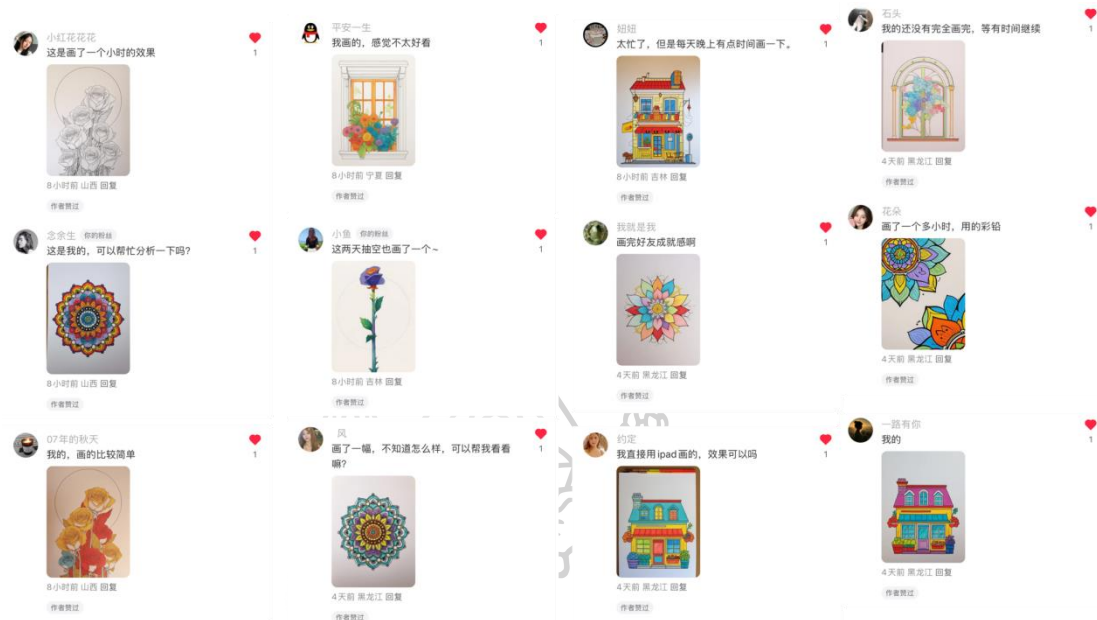 小红花花花
这是画了一个小时的效果
1
8小时前 山西 回复
作者赞过
平安一生
我画的，感觉不太好看
1
8小时前 宁夏 回复
作者赞过
妞妞
太忙了，但是每天晚上有点时间画一下。
1
8小时前 吉林 回复
作者赞过
石头
我的还没有完全画完，等有时间继续
1
4天前 黑龙江 回复
作者赞过
念余生 你的粉丝
这是我的，可以帮忙分析一下吗？
1
8小时前 山西 回复
作者赞过
小鱼 你的粉丝
这两天抽空也画了一个~
1
8小时前 吉林 回复
作者赞过
我就是我
画完好友成就感啊
1
4天前 黑龙江 回复
作者赞过
花朵
画了一个多小时，用的彩铅
1
4天前 黑龙江 回复
作者赞过
07年的秋天
我的，画的比较简单
1
8小时前 山西 回复
作者赞过
风
画了一幅，不知道怎么样，可以帮我看看
嘛？
1
4天前 黑龙江 回复
作者赞过
约定
我直接用ipad画的，效果可以吗
1
4天前 黑龙江 回复
作者赞过
一路有你
我的
1
4天前 黑龙江 回复
作者赞过